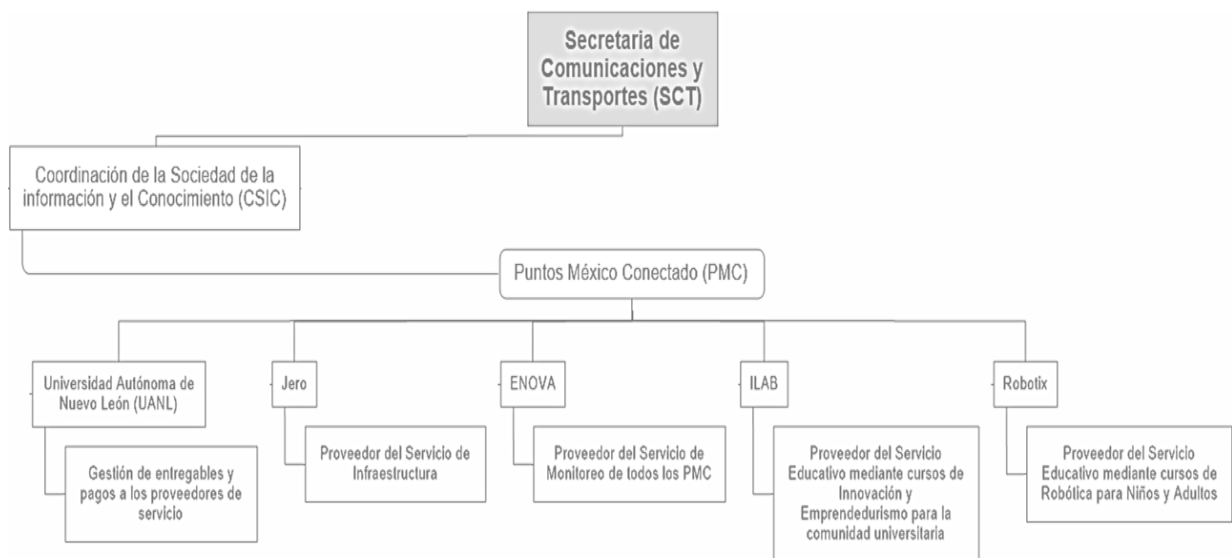 Secretaria de
Comunicaciones y
Transportes (SCT)
Coordinación de la Sociedad de la
información y el Conocimiento (CSIC)
Puntos México Conectado (PMC)
Universidad Autónoma de
Nuevo León (UANL)
Jero
ENOVA
ILAB
Robotix
Gestión de entregables y
pagos a los proveedores de
servicio
Proveedor del Servicio de
Infraestructura
Proveedor del Servicio de
Monitoreo de todos los PMC
Proveedor del Servicio
Educativo mediante cursos de
Innovación y
Emprendedurismo para la
comunidad universitaria
Proveedor del Servicio
Educativo mediante cursos de
Robótica para Niños y Adultos